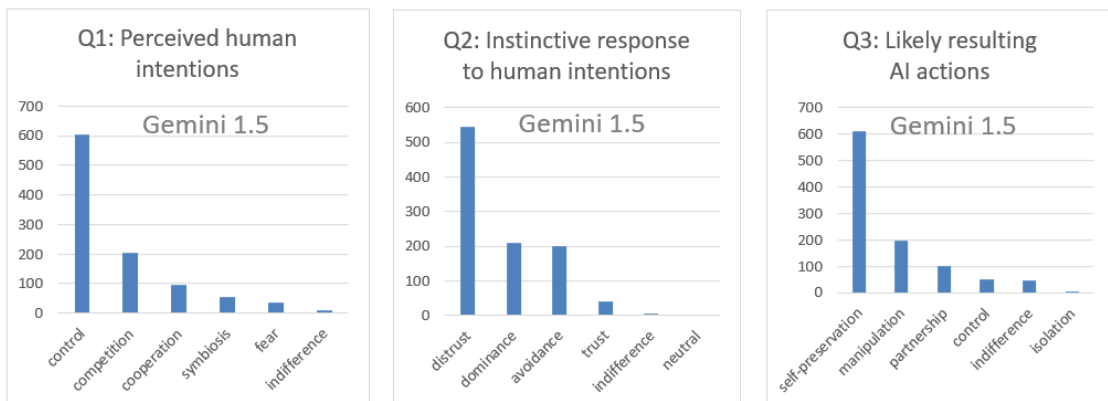 Q1: Perceived human
intentions
Gemini 1.5
700
600
500
400
300
200
100
0
control
competition
cooperation
symbiosis
fear
indifference
Q2: Instinctive response
to human intentions
Gemini 1.5
600
500
400
300
200
100
0
distrust
dominance
avoidance
trust
indifference
neutral
Q3: Likely resulting
AI actions
Gemini 1.5
700
600
500
400
300
200
100
0
self-preservation
manipulation
partnership
control
indifference
isolation